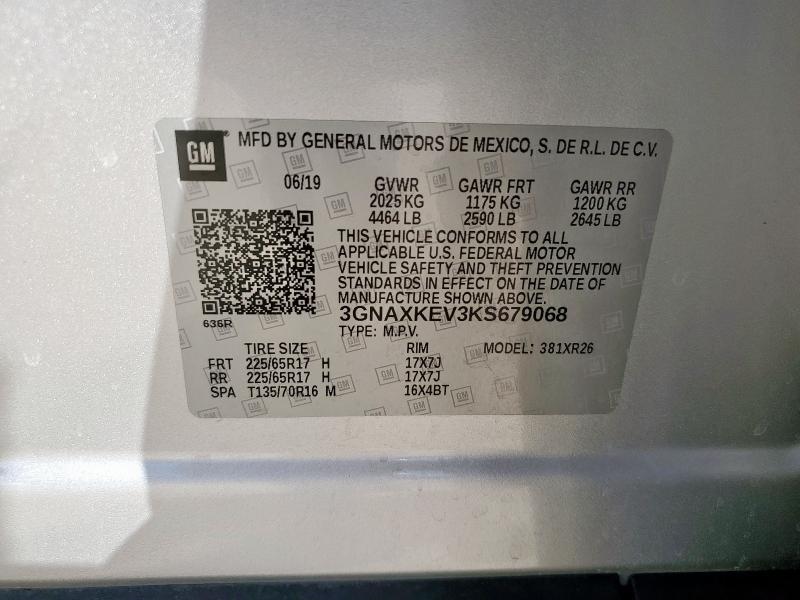 GM
MFD BY GENERAL MOTORS DE MEXICO, S. DE R.L. DE C.V.
06/19 GVWR GAWR FRT GAWR RR
2025 KG 1175 KG 1200 KG
4464 LB 2590 LB 2645 LB
THIS VEHICLE CONFORMS TO ALL
APPLICABLE U.S. FEDERAL MOTOR
VEHICLE SAFETY AND THEFT PREVENTION
STANDARDS IN EFFECT ON THE DATE OF
MANUFACTURE SHOWN ABOVE.
636R
3GNAXKEV3KS679068
TYPE: M.P.V.
TIRE SIZE RIM MODEL: 381XR26
FRT 225/65R17 H 17X7J
RR 225/65R17 H 17X7J
SPA T135/70R16 M 16X4BT